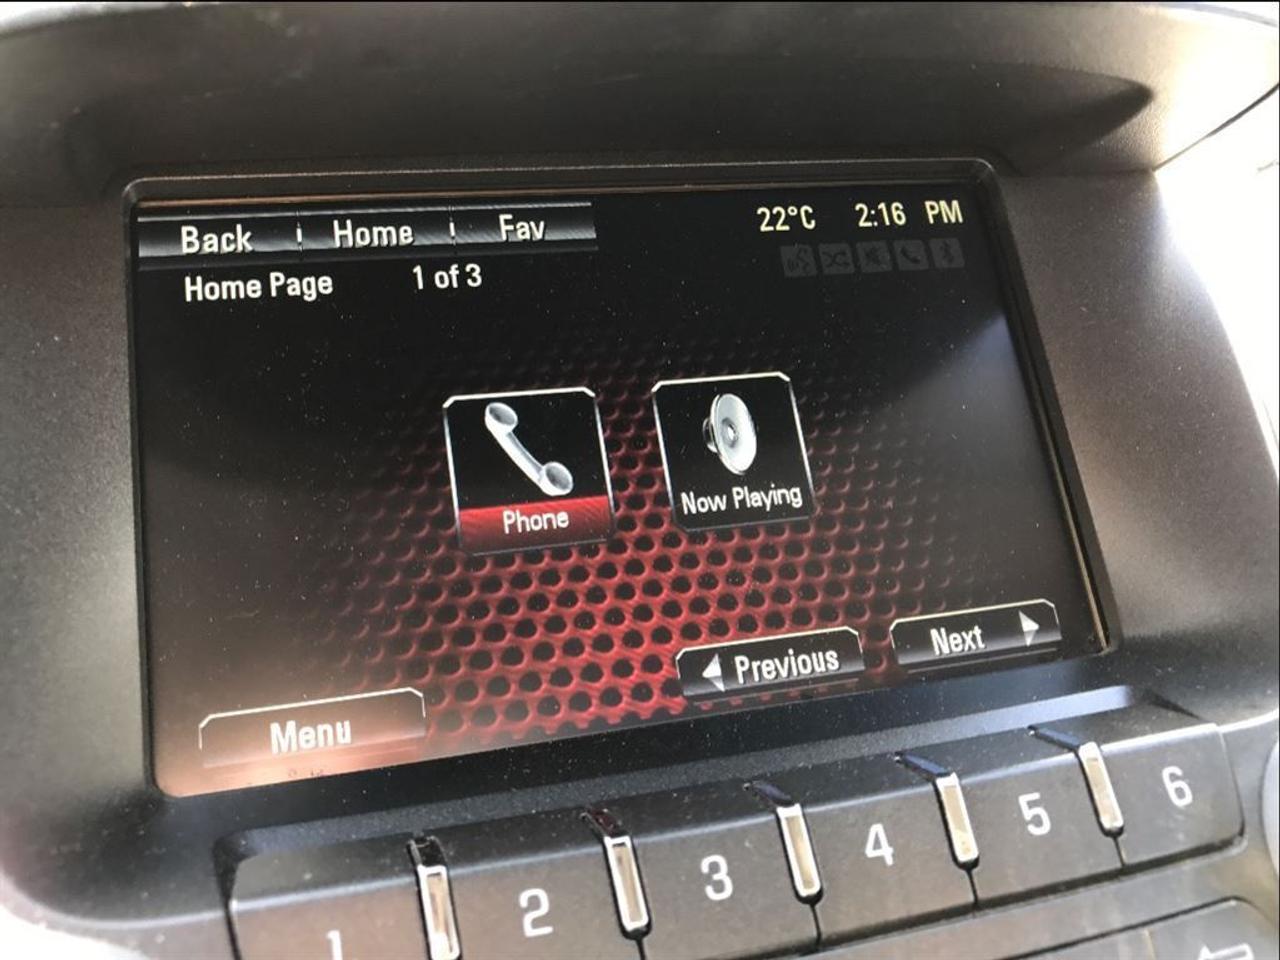 Back Home Fav 22°C 2:16 PM
Home Page 1 of 3
Phone
Now Playing
Previous
Next
Menu
1 2 3 4 5 6